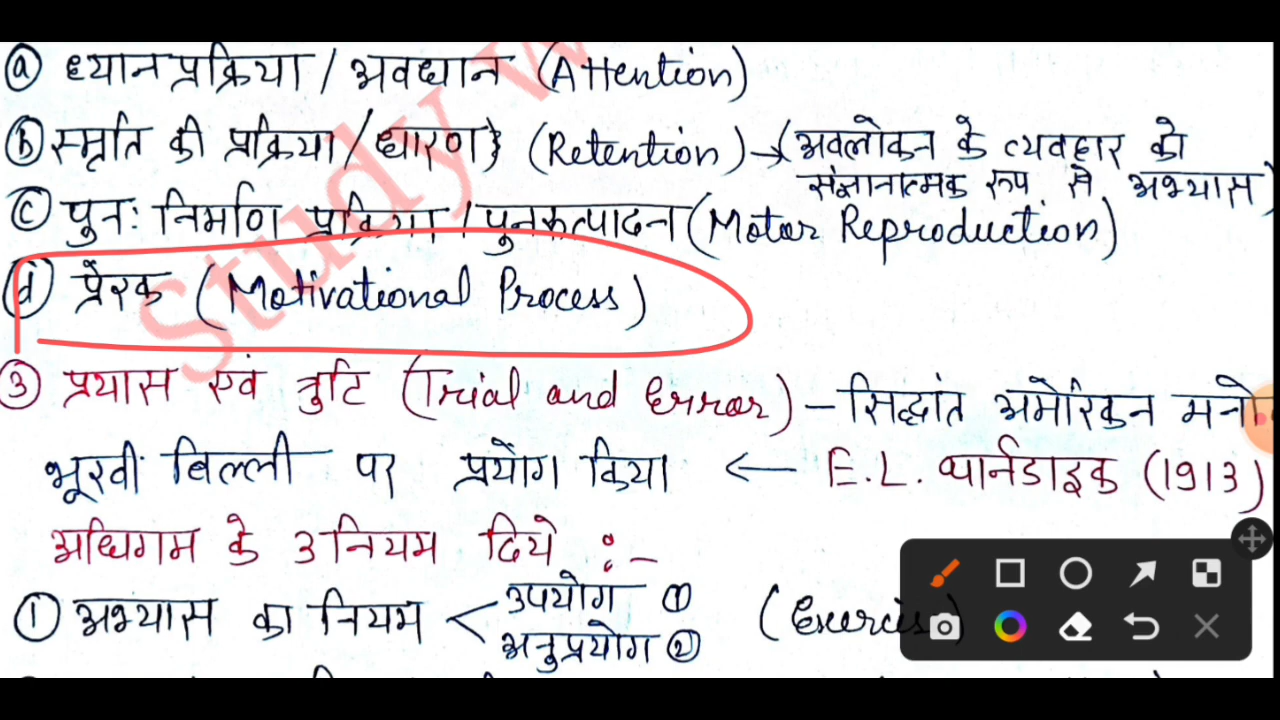 ⓐ ध्यान प्रक्रिया / अवधान (Attention)
ⓑ स्मृति की प्रक्रिया / धारणा (Retention) → (अवलोकन के व्यवहार को
संज्ञानात्मक रूप से अभ्यास)
ⓒ पुनः निर्माण प्रक्रिया / पुनरुत्पादन (Motor Reproduction)
ⓓ प्रेरक (Motivational Process)
③ प्रयास एवं त्रुटि (Trial and Error) – सिद्धांत अमेरिकन मनो
भूखी बिल्ली पर प्रयोग किया ← E.L. थार्नडाइक (1913)
अधिगम के 3 नियम दिये :–
① अभ्यास का नियम < उपयोग ① (Exercise)
अनुप्रयोग ②
Study